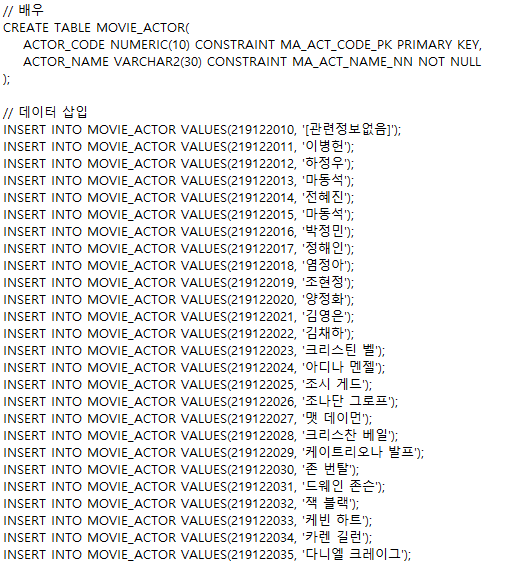 // 배우
CREATE TABLE MOVIE_ACTOR(
ACTOR_CODE NUMERIC(10) CONSTRAINT MA_ACT_CODE_PK PRIMARY KEY,
ACTOR_NAME VARCHAR2(30) CONSTRAINT MA_ACT_NAME_NN NOT NULL
);
// 데이터 삽입
INSERT INTO MOVIE_ACTOR VALUES(219122010, '[관련정보없음]');
INSERT INTO MOVIE_ACTOR VALUES(219122011, '이병헌');
INSERT INTO MOVIE_ACTOR VALUES(219122012, '하정우');
INSERT INTO MOVIE_ACTOR VALUES(219122013, '마동석');
INSERT INTO MOVIE_ACTOR VALUES(219122014, '전혜진');
INSERT INTO MOVIE_ACTOR VALUES(219122015, '마동석');
INSERT INTO MOVIE_ACTOR VALUES(219122016, '박정민');
INSERT INTO MOVIE_ACTOR VALUES(219122017, '정해인');
INSERT INTO MOVIE_ACTOR VALUES(219122018, '염정아');
INSERT INTO MOVIE_ACTOR VALUES(219122019, '조현정');
INSERT INTO MOVIE_ACTOR VALUES(219122020, '양정화');
INSERT INTO MOVIE_ACTOR VALUES(219122021, '김영은');
INSERT INTO MOVIE_ACTOR VALUES(219122022, '김채하');
INSERT INTO MOVIE_ACTOR VALUES(219122023, '크리스틴 벨');
INSERT INTO MOVIE_ACTOR VALUES(219122024, '아디나 멘젤');
INSERT INTO MOVIE_ACTOR VALUES(219122025, '조시 게드');
INSERT INTO MOVIE_ACTOR VALUES(219122026, '조나단 그로프');
INSERT INTO MOVIE_ACTOR VALUES(219122027, '맷 데이먼');
INSERT INTO MOVIE_ACTOR VALUES(219122028, '크리스찬 베일');
INSERT INTO MOVIE_ACTOR VALUES(219122029, '케이트리오나 발프');
INSERT INTO MOVIE_ACTOR VALUES(219122030, '존 번탈');
INSERT INTO MOVIE_ACTOR VALUES(219122031, '드웨인 존슨');
INSERT INTO MOVIE_ACTOR VALUES(219122032, '잭 블랙');
INSERT INTO MOVIE_ACTOR VALUES(219122033, '케빈 하트');
INSERT INTO MOVIE_ACTOR VALUES(219122034, '카렌 길런');
INSERT INTO MOVIE_ACTOR VALUES(219122035, '다니엘 크레이그');